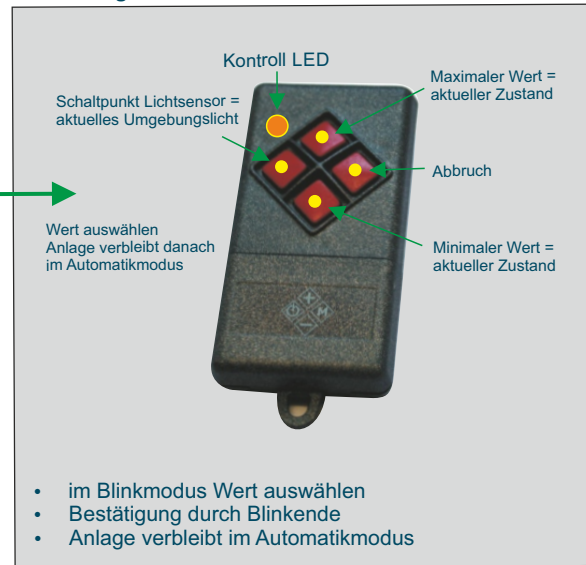 Kontroll LED
Maximaler Wert =
aktueller Zustand
Schaltpunkt Lichtsensor =
aktuelles Umgebungslicht
Abbruch
Wert auswählen
Anlage verbleibt danach
im Automatikmodus
Minimaler Wert =
aktueller Zustand
+
M
–
• im Blinkmodus Wert auswählen
• Bestätigung durch Blinkende
• Anlage verbleibt im Automatikmodus